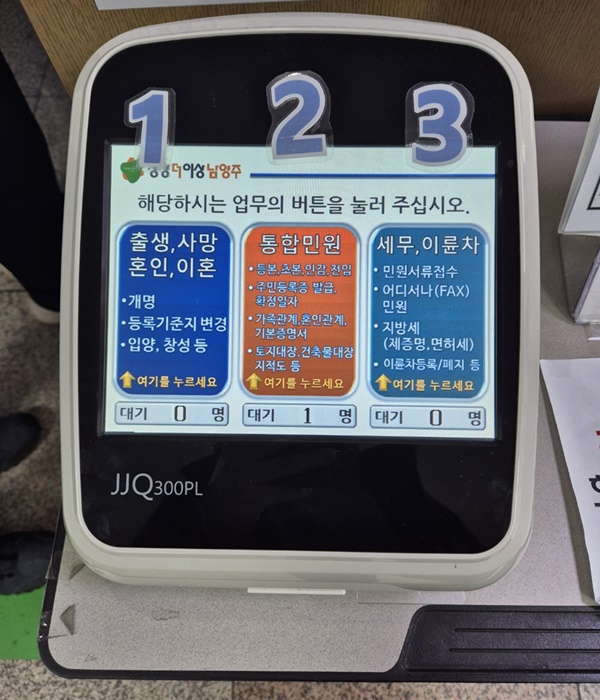 1 2 3
더 이상 남양주
해당하시는 업무의 버튼을 눌러 주십시오.
출생,사망
혼인,이혼
•개명
•등록기준지 변경
•입양, 창성 등
여기를 누르세요
대기 0 명
통합민원
•등본,초본,인감,전입
•주민등록증 발급,
확정일자
•가족관계,혼인관계,
기본증명서
•토지대장,건축물대장
지적도 등
여기를 누르세요
대기 1 명
세무,이륜차
•민원서류접수
•어디서나(FAX)
민원
•지방세
(제증명,면허세)
•이륜차등록/폐지 등
여기를 누르세요
대기 0 명
JJQ300PL